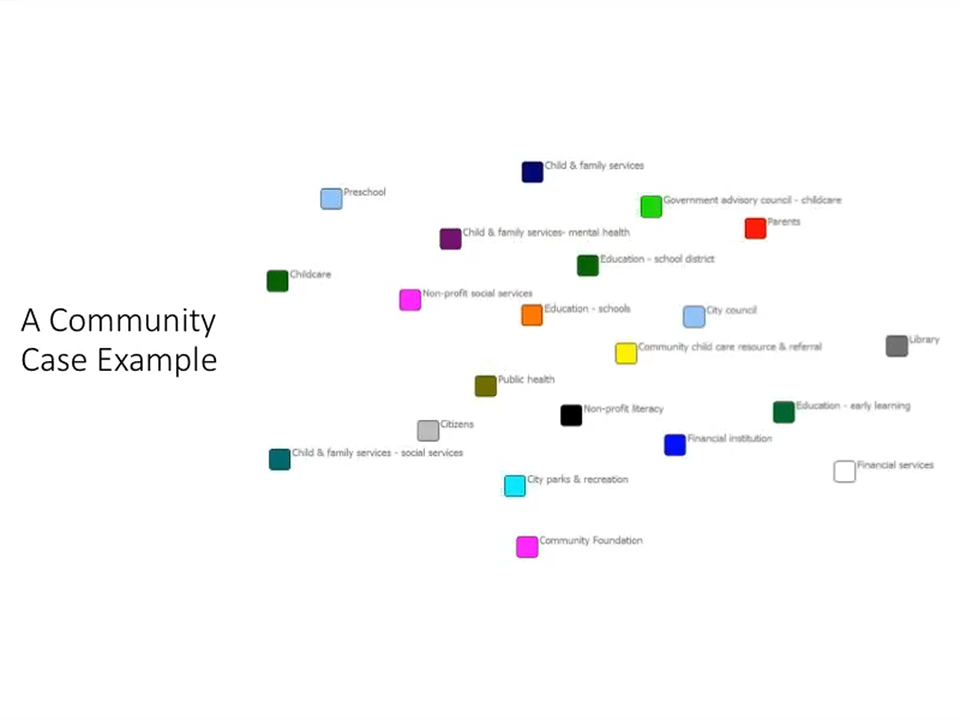 Child & family services
Preschool
Government advisory council - childcare
Parents
Child & family services- mental health
Education - school district
Childcare
Non-profit social services
Education - schools
City council
A Community
Case Example
Library
Community child care resource & referral
Public health
Non-profit literacy
Education - early learning
Citizens
Financial institution
Child & family services - social services
Financial services
City parks & recreation
Community Foundation